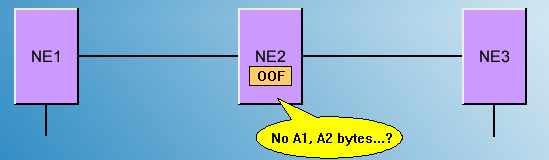 NE1
NE2
OOF
NE3
No A1, A2 bytes...?